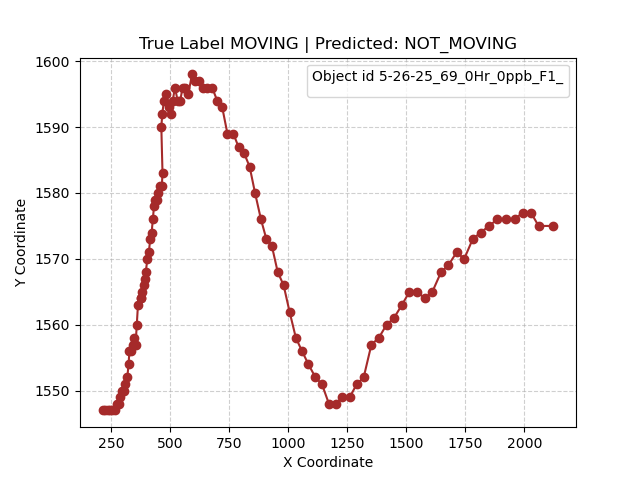 True Label MOVING | Predicted: NOT_MOVING
Object id 5-26-25_69_0Hr_0ppb_F1_
Y Coordinate
1600
1590
1580
1570
1560
1550
250 500 750 1000 1250 1500 1750 2000
X Coordinate